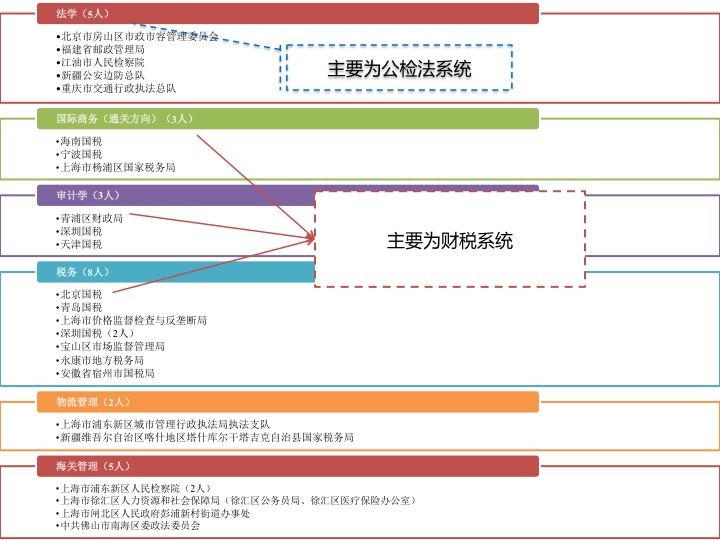 法学（5人）
•北京市房山区市政市容管理委员会
•福建省邮政管理局
•江油市人民检察院
•新疆公安边防总队
•重庆市交通行政执法总队
主要为公检法系统
国际商务（通关方向）（3人）
•海南国税
•宁波国税
•上海市杨浦区国家税务局
审计学（3人）
•青浦区财政局
•深圳国税
•天津国税
主要为财税系统
税务（8人）
•北京国税
•青岛国税
•上海市价格监督检查与反垄断局
•深圳国税（2人）
•宝山区市场监督管理局
•永康市地方税务局
•安徽省宿州市国税局
物流管理（2人）
•上海市浦东新区城市管理行政执法局执法支队
•新疆维吾尔自治区喀什地区塔什库尔干塔吉克自治县国家税务局
海关管理（5人）
•上海市浦东新区人民检察院（2人）
•上海市徐汇区人力资源和社会保障局（徐汇区公务员局、徐汇区医疗保险办公室）
•上海市闸北区人民政府彭浦新村街道办事处
•中共佛山市南海区委政法委员会